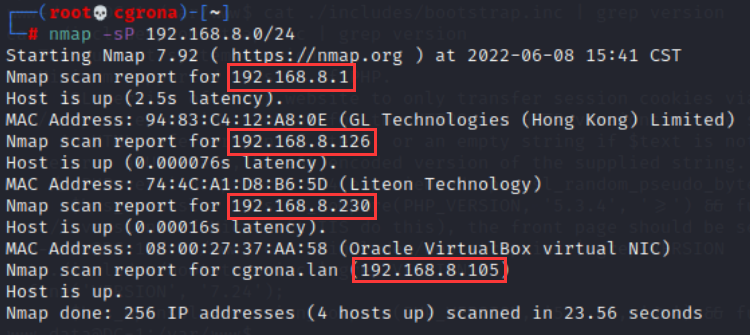 ┌──(root💀cgrona)-[~]
└─# nmap -sP 192.168.8.0/24
Starting Nmap 7.92 ( https://nmap.org ) at 2022-06-08 15:41 CST
Nmap scan report for 192.168.8.1
Host is up (2.5s latency).
MAC Address: 94:83:C4:12:A8:0E (GL Technologies (Hong Kong) Limited)
Nmap scan report for 192.168.8.126
Host is up (0.000076s latency).
MAC Address: 74:4C:A1:D8:B6:5D (Liteon Technology)
Nmap scan report for 192.168.8.230
Host is up (0.00016s latency).
MAC Address: 08:00:27:37:AA:58 (Oracle VirtualBox virtual NIC)
Nmap scan report for cgrona.lan (192.168.8.105)
Host is up.
Nmap done: 256 IP addresses (4 hosts up) scanned in 23.56 seconds